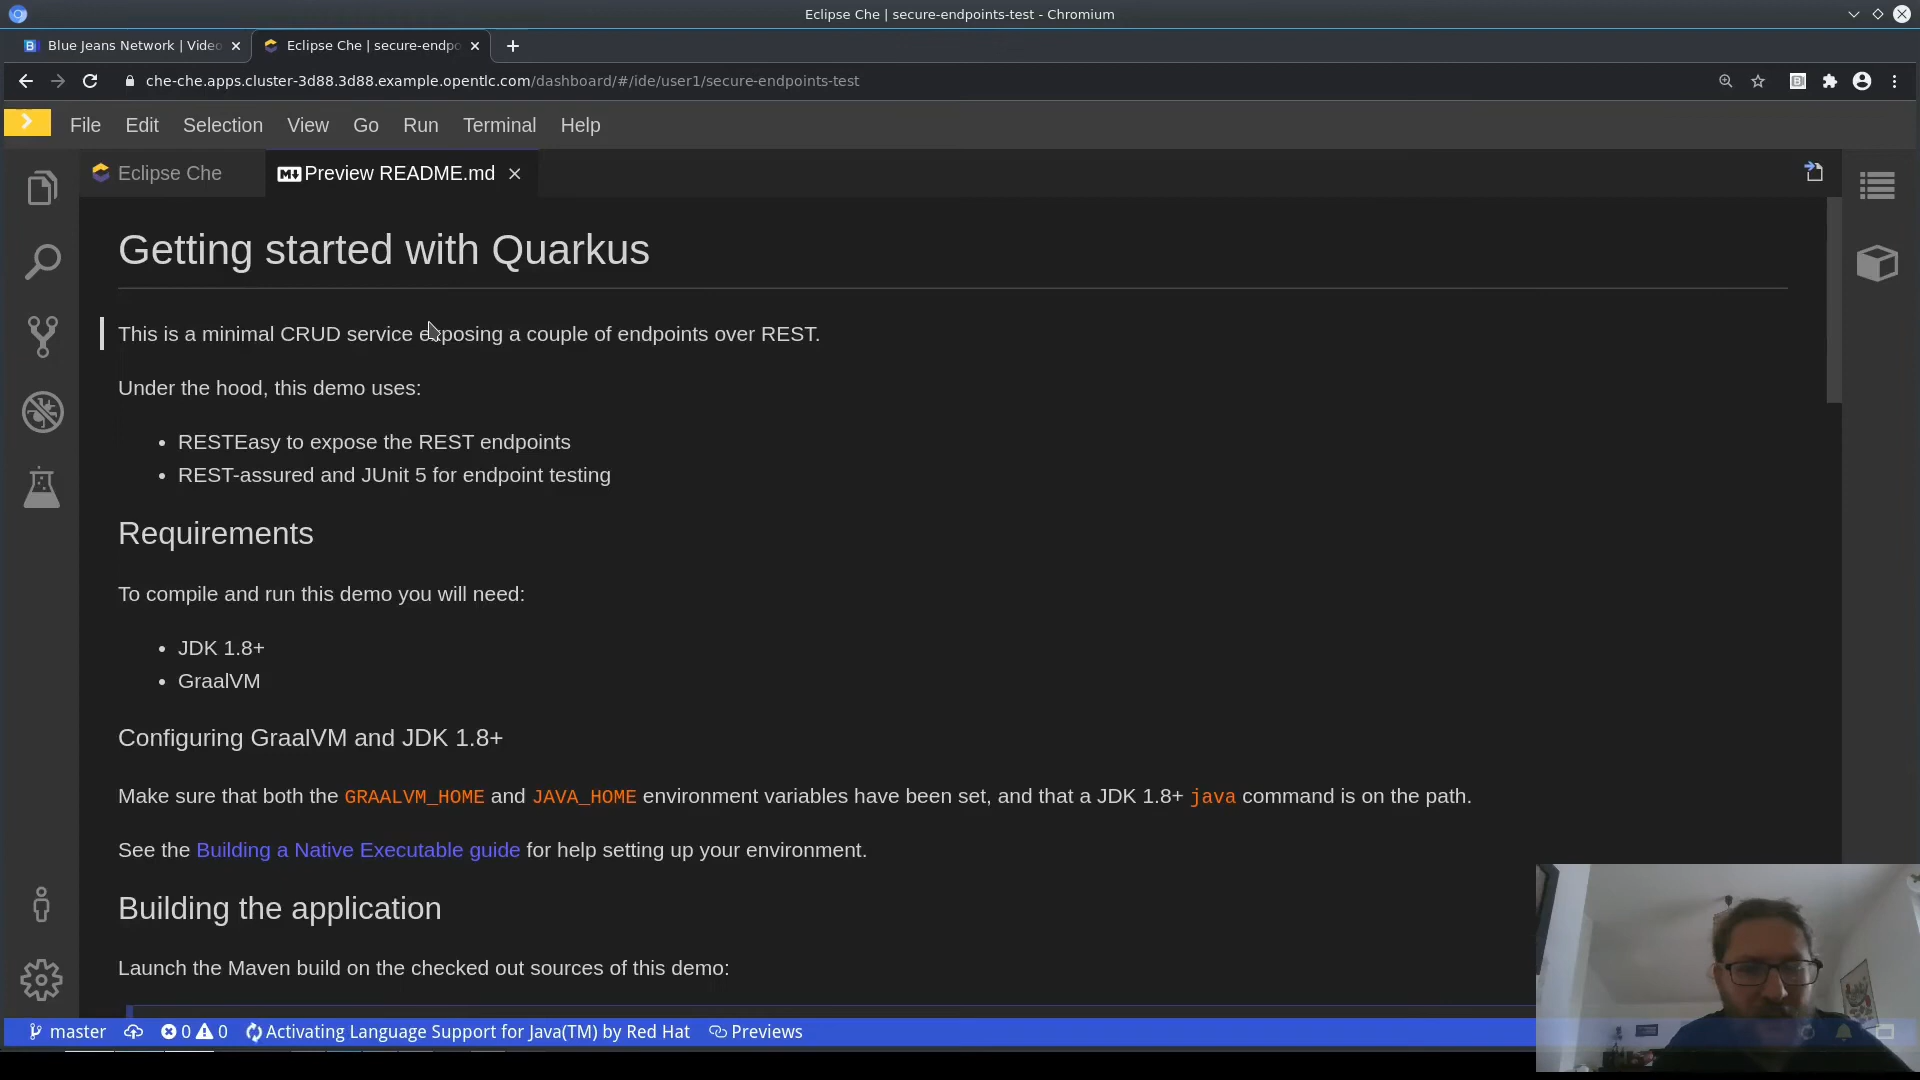 Eclipse Che | secure-endpoints-test - Chromium
Blue Jeans Network | Video
Eclipse Che | secure-endpo
che-che.apps.cluster-3d88.3d88.example.opentlc.com/dashboard/#/ide/user1/secure-endpoints-test
File Edit Selection View Go Run Terminal Help
Eclipse Che
Preview README.md
Getting started with Quarkus
This is a minimal CRUD service exposing a couple of endpoints over REST.
Under the hood, this demo uses:
• RESTEasy to expose the REST endpoints
• REST-assured and JUnit 5 for endpoint testing
Requirements
To compile and run this demo you will need:
• JDK 1.8+
• GraalVM
Configuring GraalVM and JDK 1.8+
Make sure that both the GRAALVM_HOME and JAVA_HOME environment variables have been set, and that a JDK 1.8+ java command is on the path.
See the Building a Native Executable guide for help setting up your environment.
Building the application
Launch the Maven build on the checked out sources of this demo:
master 0 0 Activating Language Support for Java(TM) by Red Hat Previews